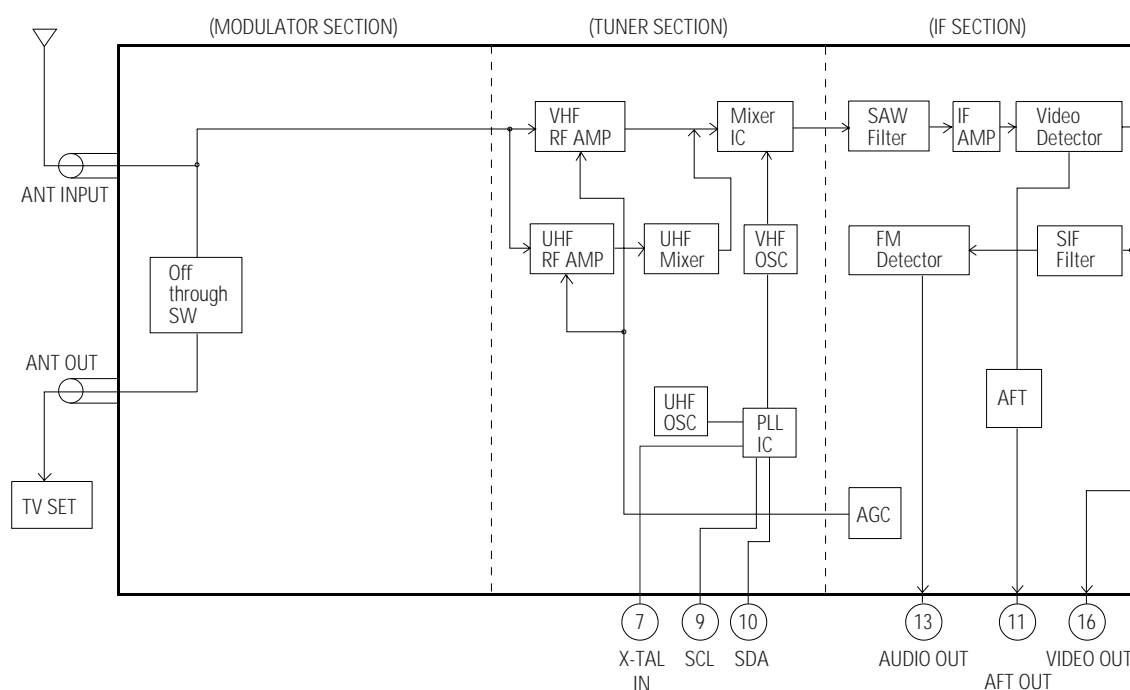 (MODULATOR SECTION)
(TUNER SECTION)
(IF SECTION)
VHF
RF AMP
Mixer
IC
SAW
Filter
IF
AMP
Video
Detector
ANT INPUT
UHF
RF AMP
UHF
Mixer
VHF
OSC
FM
Detector
SIF
Filter
Off
through
SW
ANT OUT
UHF
OSC
PLL
IC
AFT
TV SET
AGC
7
9
10
13
11
16
X-TAL
IN
SCL
SDA
AUDIO OUT
AFT OUT
VIDEO OUT